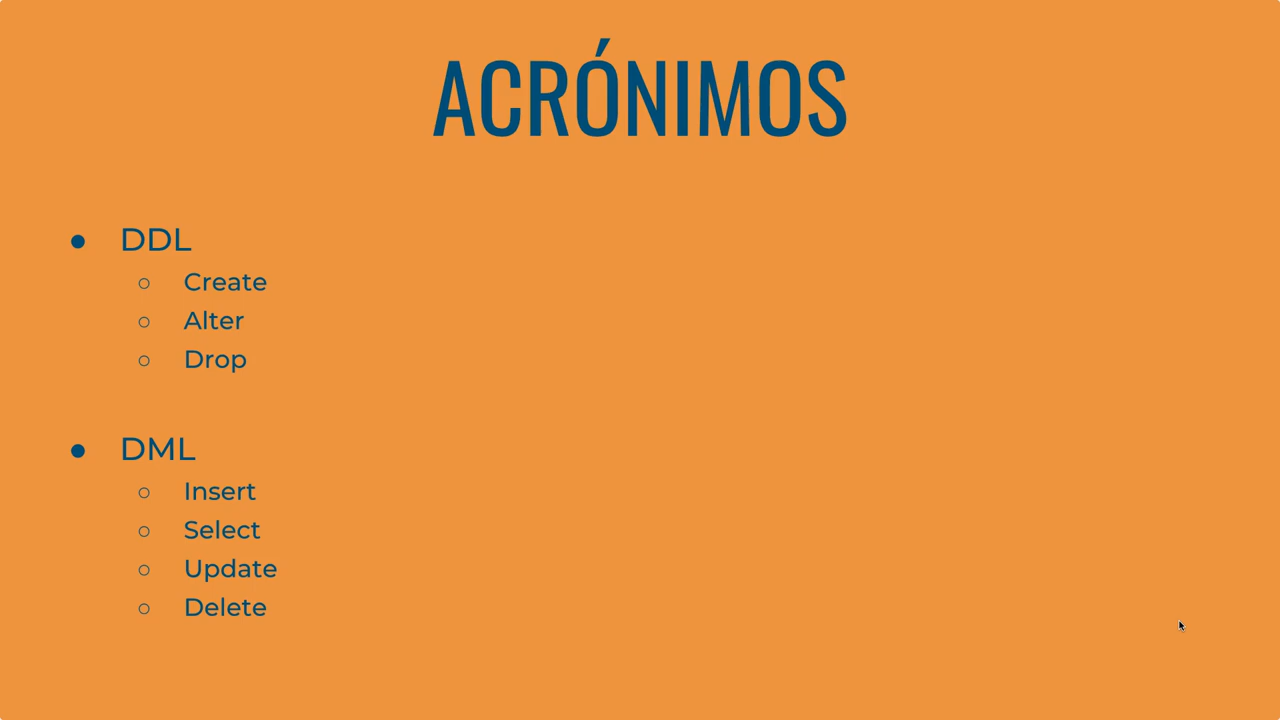 ACRÓNIMOS
● DDL
○ Create
○ Alter
○ Drop
● DML
○ Insert
○ Select
○ Update
○ Delete